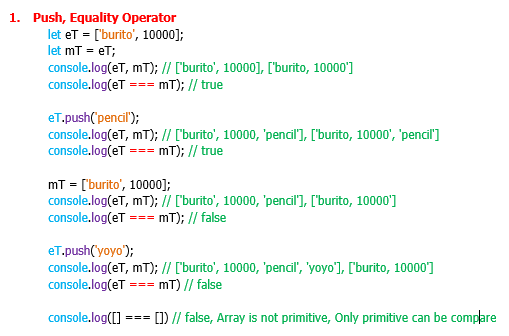 1. Push, Equality Operator
let eT = ['burito', 10000];
let mT = eT;
console.log(eT, mT); // ['burito', 10000], ['burito, 10000']
console.log(eT === mT); // true
eT.push('pencil');
console.log(eT, mT); // ['burito', 10000, 'pencil'], ['burito, 10000', 'pencil']
console.log(eT === mT); // true
mT = ['burito', 10000];
console.log(eT, mT); // ['burito', 10000, 'pencil'], ['burito, 10000']
console.log(eT === mT); // false
eT.push('yoyo');
console.log(eT, mT); // ['burito', 10000, 'pencil', 'yoyo'], ['burito, 10000']
console.log(eT === mT) // false
console.log([] === []) // false, Array is not primitive, Only primitive can be compare